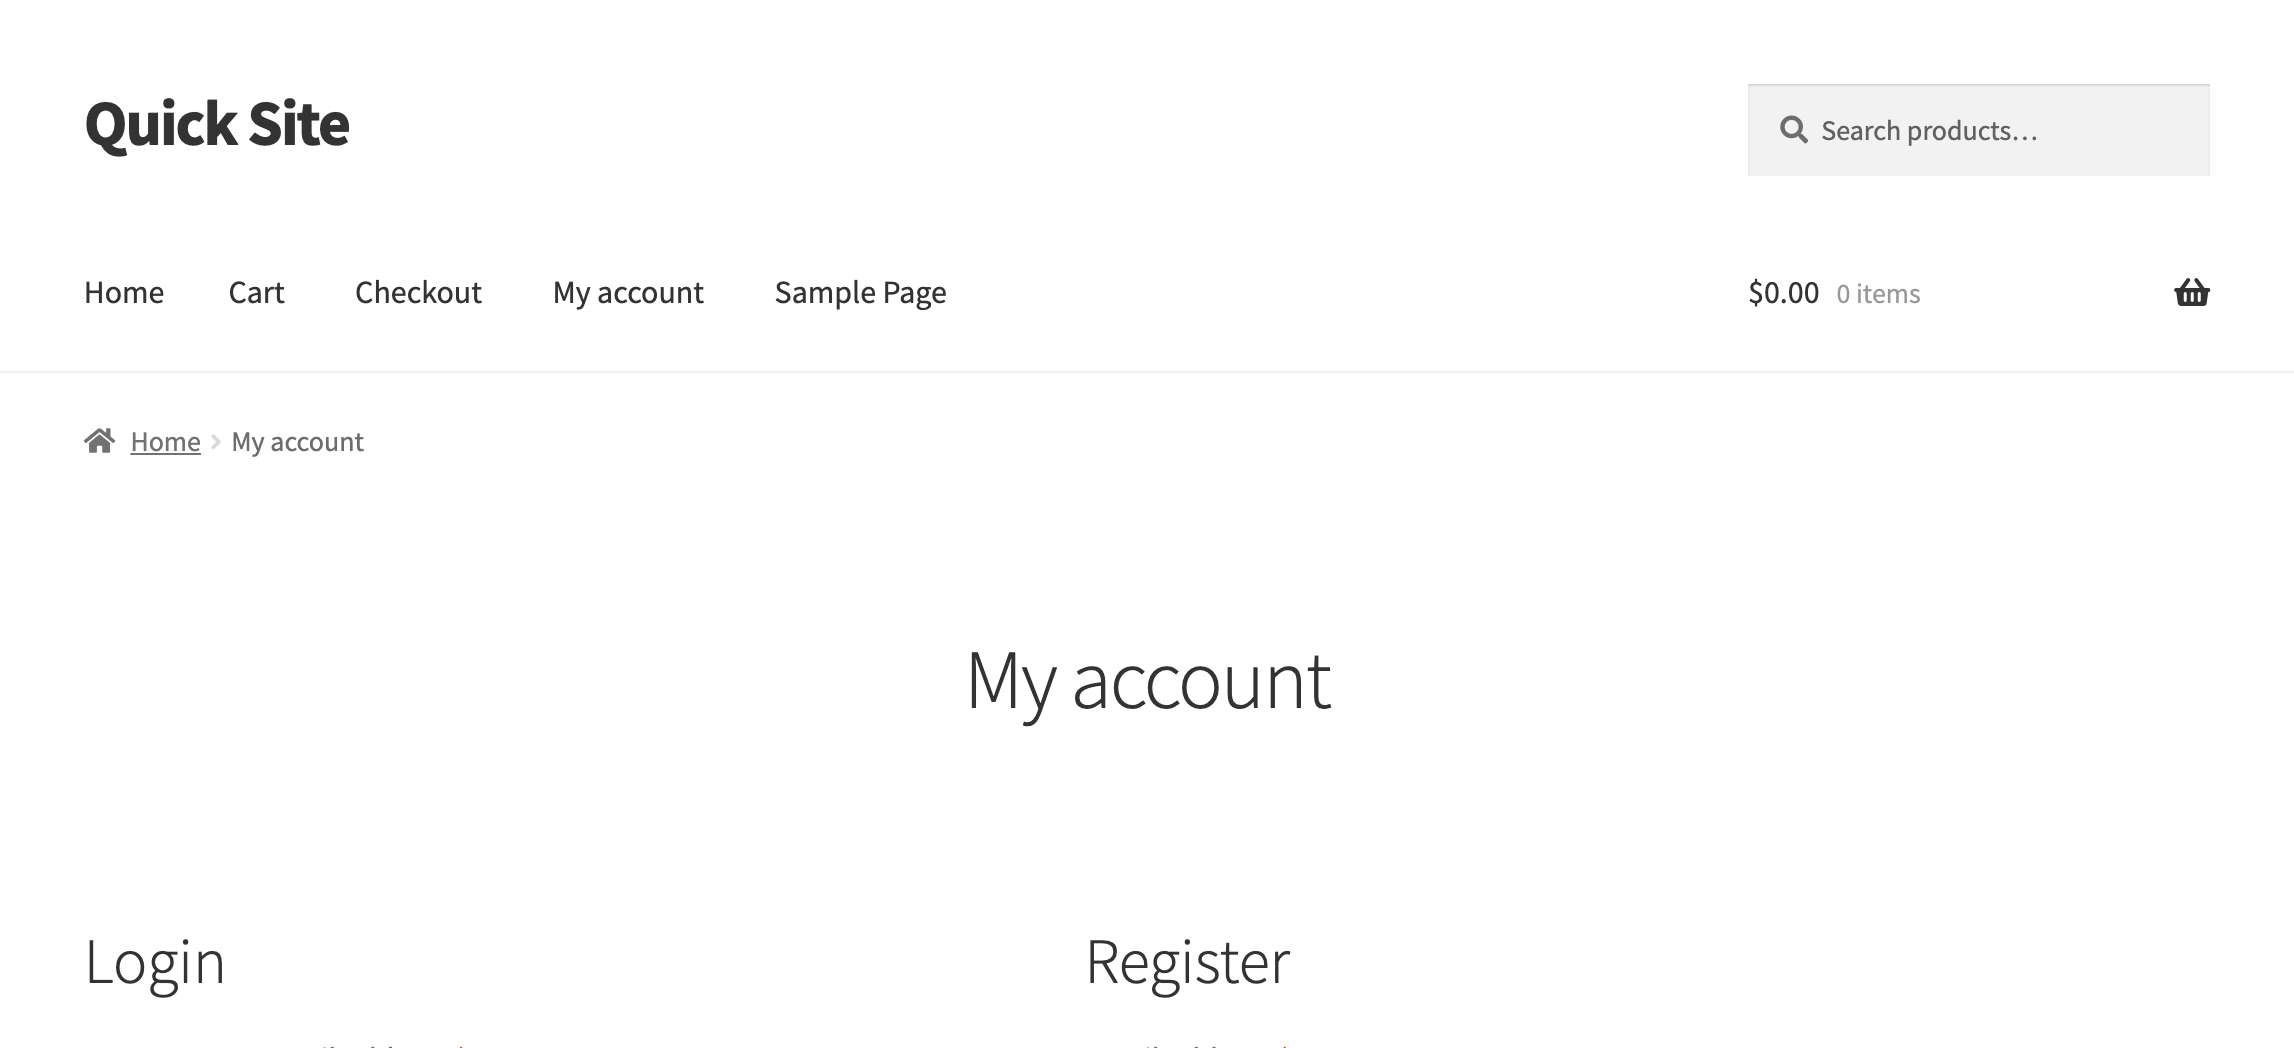 Quick Site
Search products…
Home Cart Checkout My account Sample Page
$0.00 0 items
Home My account
My account
Login
Register